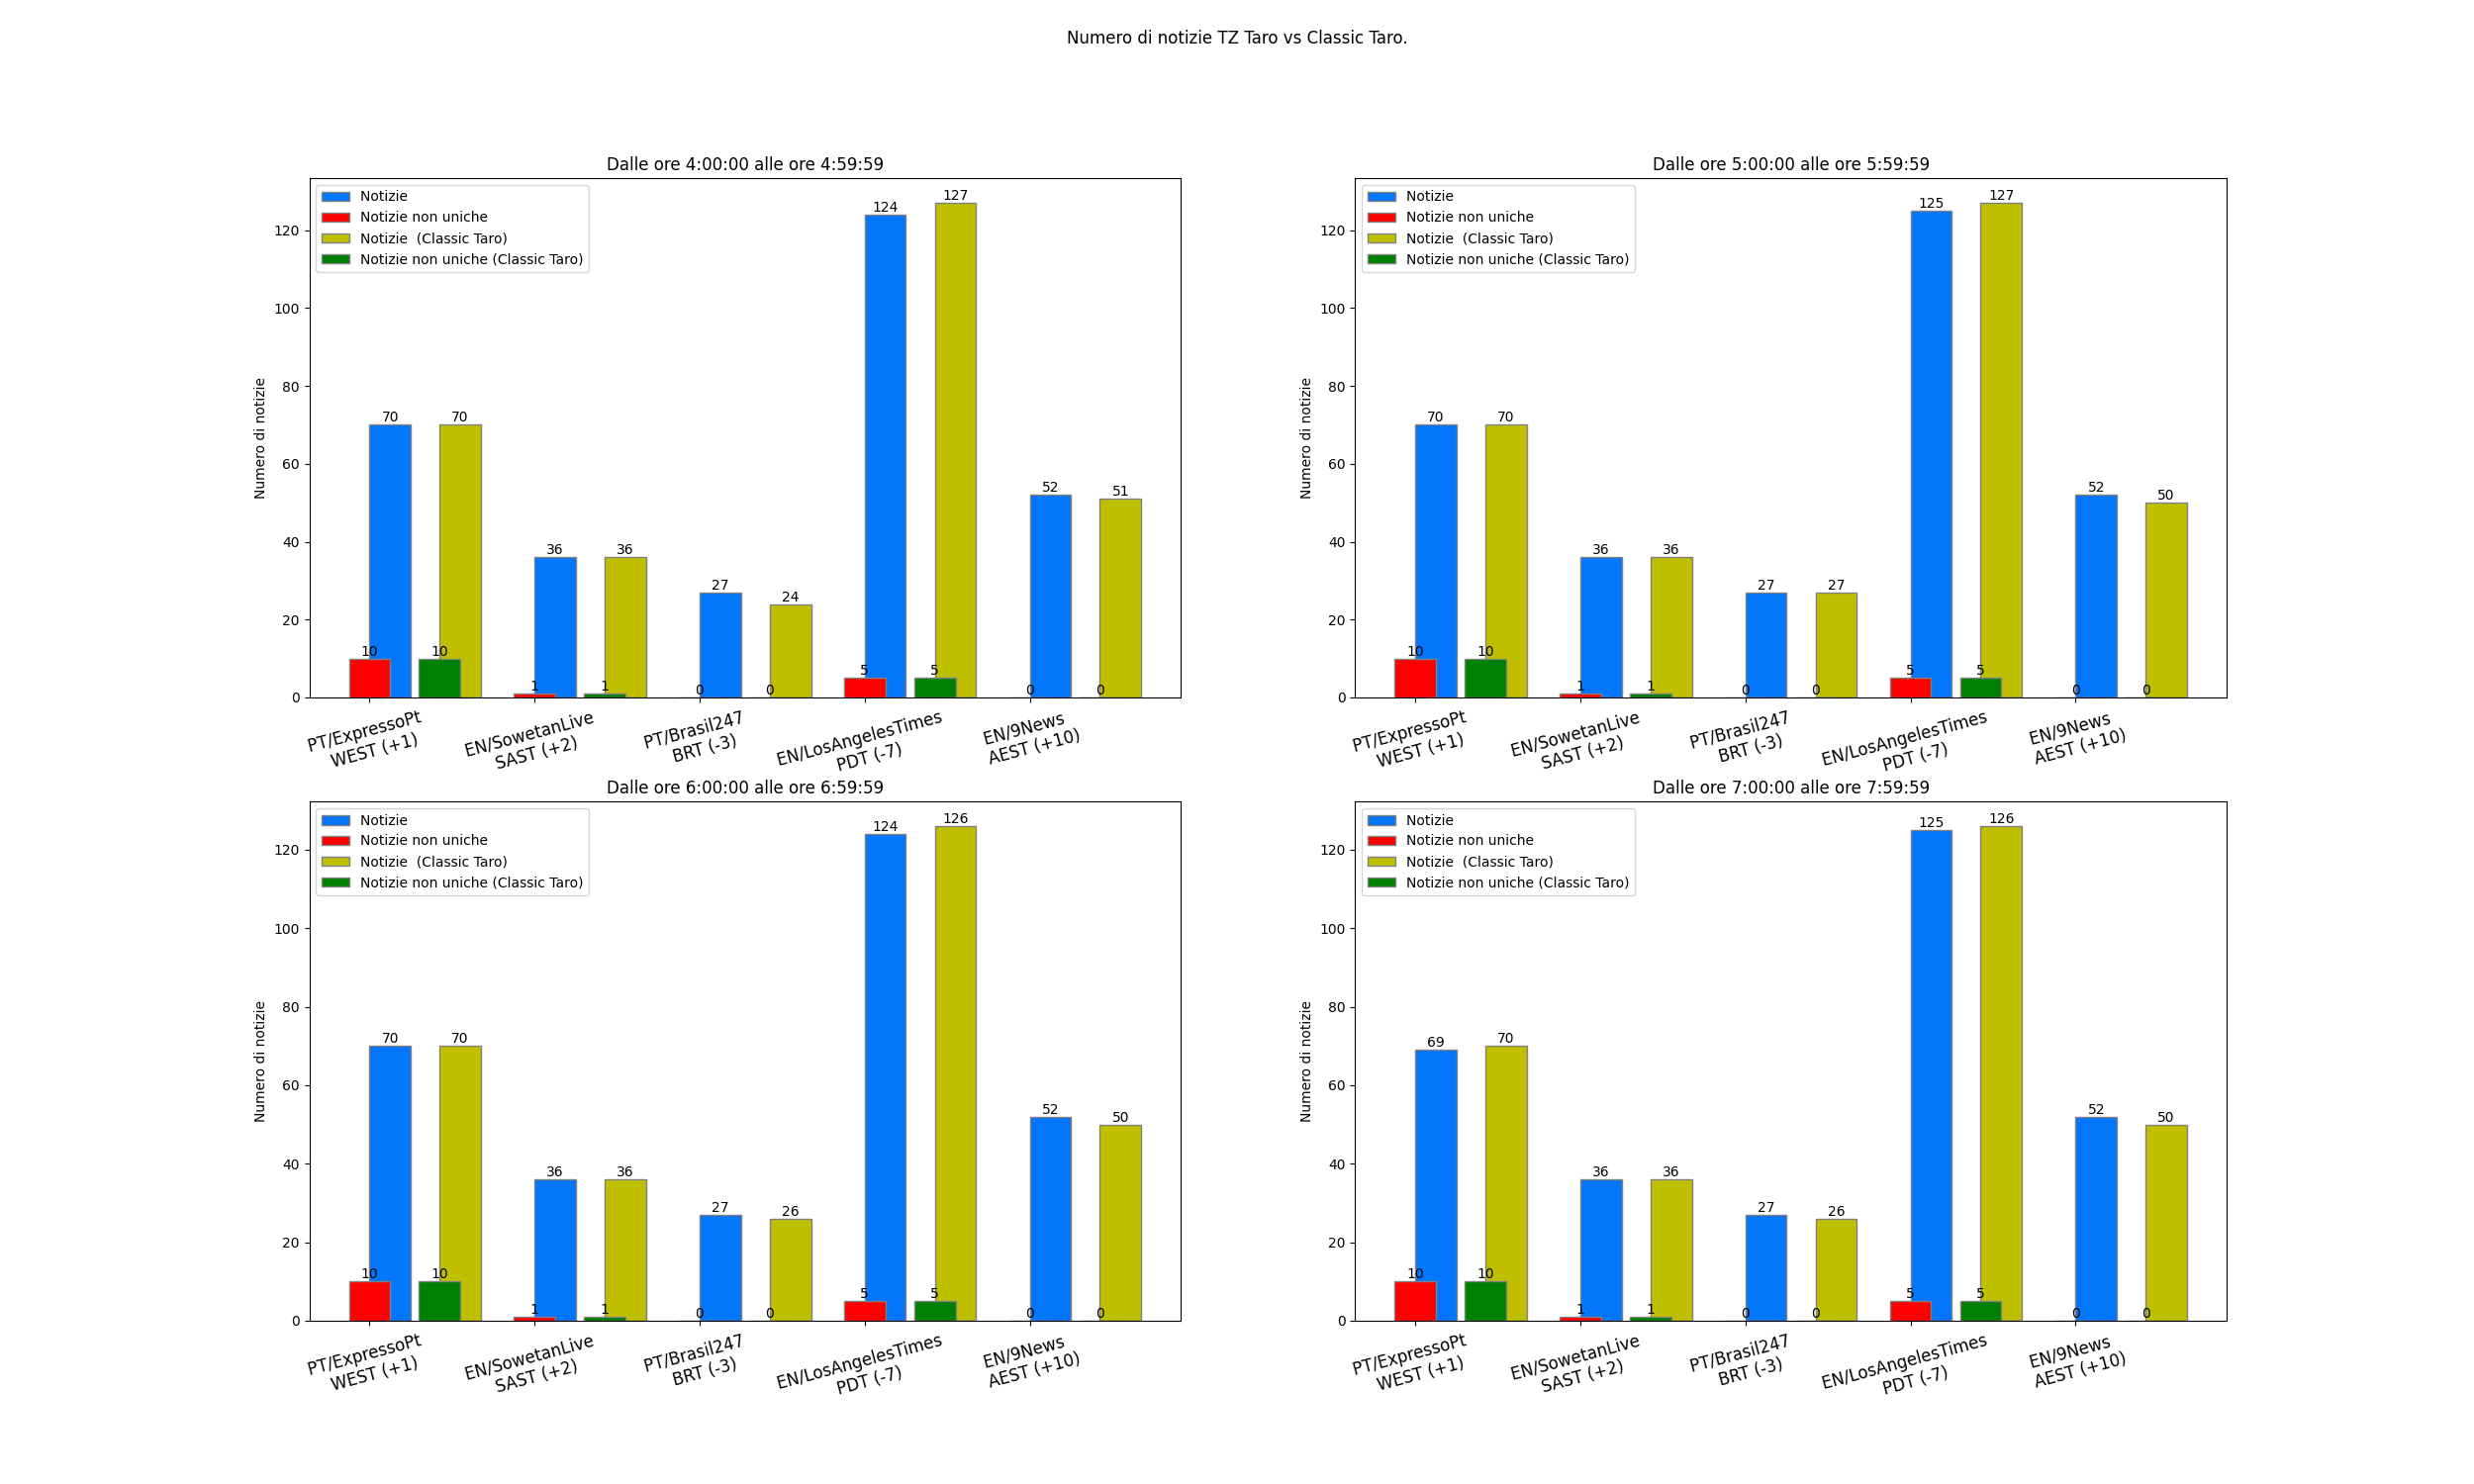 Numero di notizie TZ Taro vs Classic Taro.
Dalle ore 4:00:00 alle ore 4:59:59
Notizie
Notizie non uniche
Notizie  (Classic Taro)
Notizie non uniche (Classic Taro)
Numero di notizie
120
100
80
60
40
20
0
70 70 36 36 27 24 124 127 52 51
10 10 1 1 0 0 5 5 0 0
PT/ExpressoPt
WEST (+1)
EN/SowetanLive
SAST (+2)
PT/Brasil247
BRT (-3)
EN/LosAngelesTimes
PDT (-7)
EN/9News
AEST (+10)
Dalle ore 5:00:00 alle ore 5:59:59
Notizie
Notizie non uniche
Notizie  (Classic Taro)
Notizie non uniche (Classic Taro)
Numero di notizie
120
100
80
60
40
20
0
70 70 36 36 27 27 125 127 52 50
10 10 1 1 0 0 5 5 0 0
PT/ExpressoPt
WEST (+1)
EN/SowetanLive
SAST (+2)
PT/Brasil247
BRT (-3)
EN/LosAngelesTimes
PDT (-7)
EN/9News
AEST (+10)
Dalle ore 6:00:00 alle ore 6:59:59
Notizie
Notizie non uniche
Notizie  (Classic Taro)
Notizie non uniche (Classic Taro)
Numero di notizie
120
100
80
60
40
20
0
70 70 36 36 27 26 124 126 52 50
10 10 1 1 0 0 5 5 0 0
PT/ExpressoPt
WEST (+1)
EN/SowetanLive
SAST (+2)
PT/Brasil247
BRT (-3)
EN/LosAngelesTimes
PDT (-7)
EN/9News
AEST (+10)
Dalle ore 7:00:00 alle ore 7:59:59
Notizie
Notizie non uniche
Notizie  (Classic Taro)
Notizie non uniche (Classic Taro)
Numero di notizie
120
100
80
60
40
20
0
69 70 36 36 27 26 125 126 52 50
10 10 1 1 0 0 5 5 0 0
PT/ExpressoPt
WEST (+1)
EN/SowetanLive
SAST (+2)
PT/Brasil247
BRT (-3)
EN/LosAngelesTimes
PDT (-7)
EN/9News
AEST (+10)